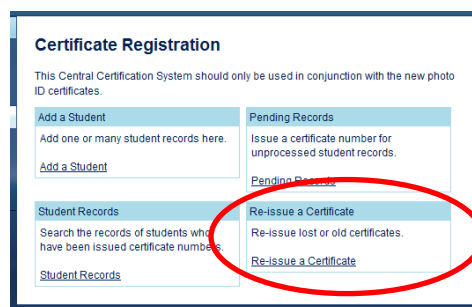 Certificate Registration
This Central Certification System should only be used in conjunction with the new photo
ID certificates.
Add a Student
Add one or many student records here.
Add a Student
Pending Records
Issue a certificate number for
unprocessed student records.
Pending Records
Student Records
Search the records of students who
have been issued certificate numbers.
Student Records
Re-issue a Certificate
Re-issue lost or old certificates.
Re-issue a Certificate